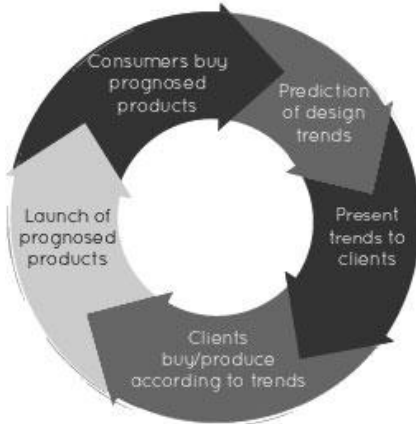 Consumers buy
prognosed
products
Prediction
of design
trends
Present
trends to
clients
Clients
buy/produce
according to trends
Launch of
prognosed
products